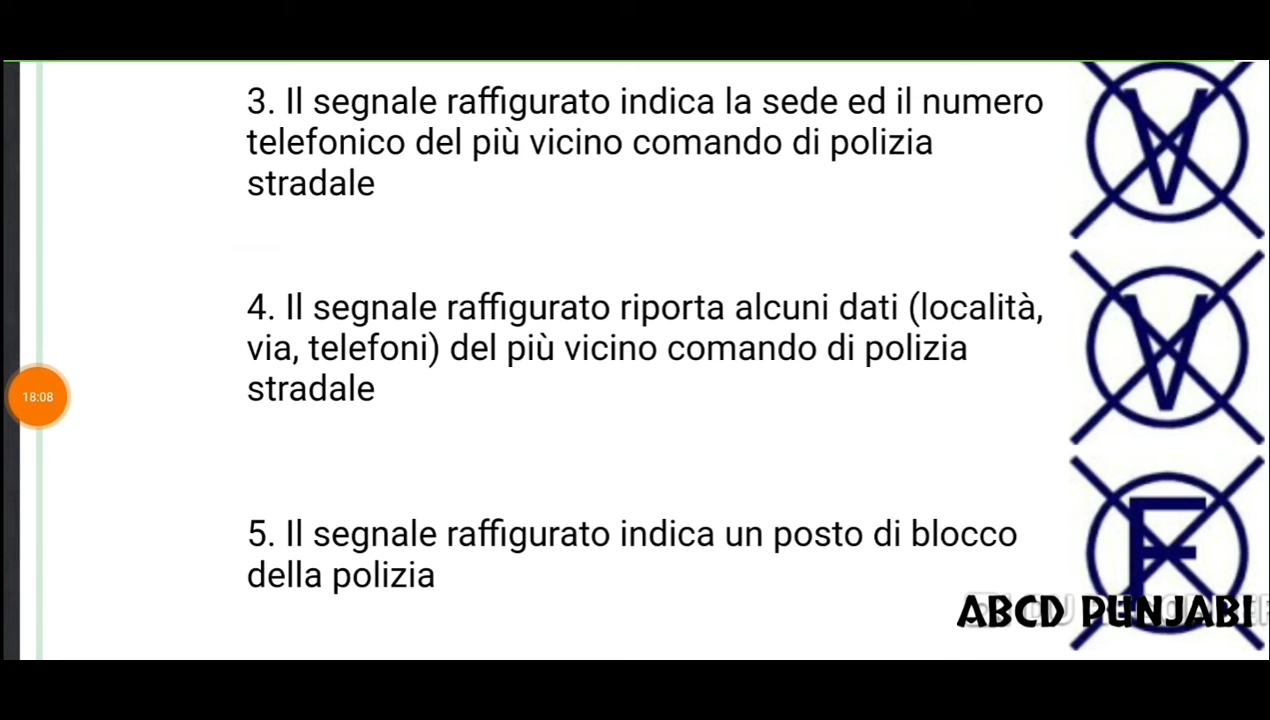 3. Il segnale raffigurato indica la sede ed il numero
telefonico del più vicino comando di polizia
stradale
V
4. Il segnale raffigurato riporta alcuni dati (località,
via, telefoni) del più vicino comando di polizia
stradale
V
18:08
5. Il segnale raffigurato indica un posto di blocco
della polizia
F
ABCD PUNJABI